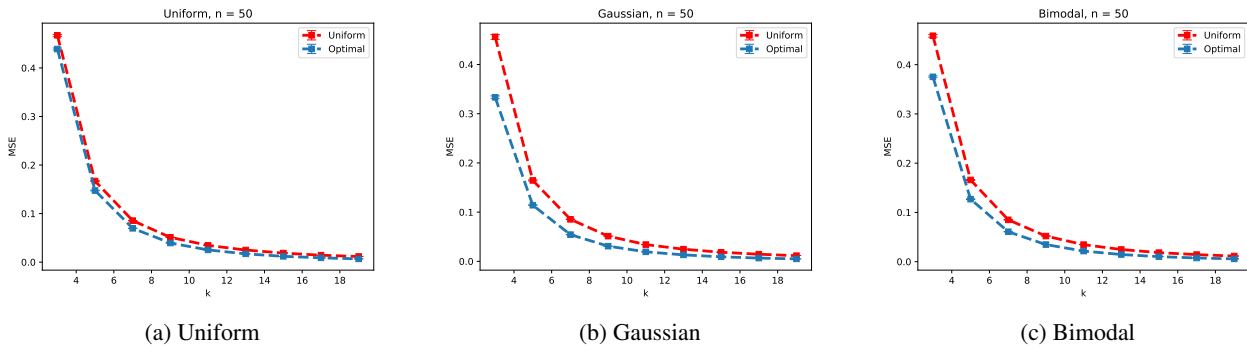 Uniform, n = 50
Uniform
Optimal
MSE
0.4
0.3
0.2
0.1
0.0
4 6 8 10 12 14 16 18
k
(a) Uniform
Gaussian, n = 50
Uniform
Optimal
MSE
0.4
0.3
0.2
0.1
0.0
4 6 8 10 12 14 16 18
k
(b) Gaussian
Bimodal, n = 50
Uniform
Optimal
MSE
0.4
0.3
0.2
0.1
0.0
4 6 8 10 12 14 16 18
k
(c) Bimodal